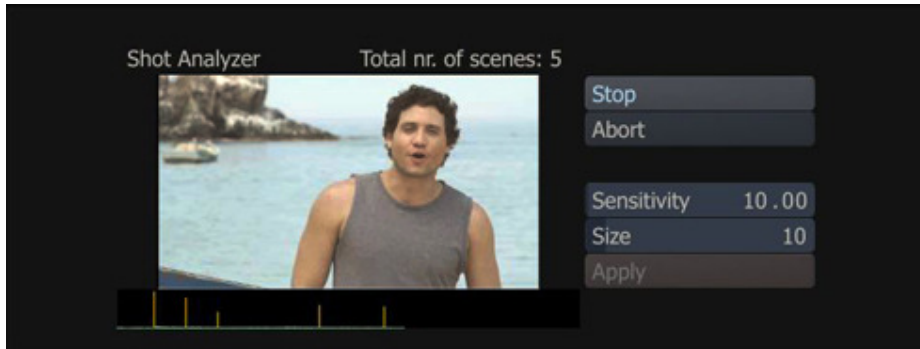 Shot Analyzer Total nr. of scenes: 5
Stop
Abort
Sensitivity 10.00
Size 10
Apply